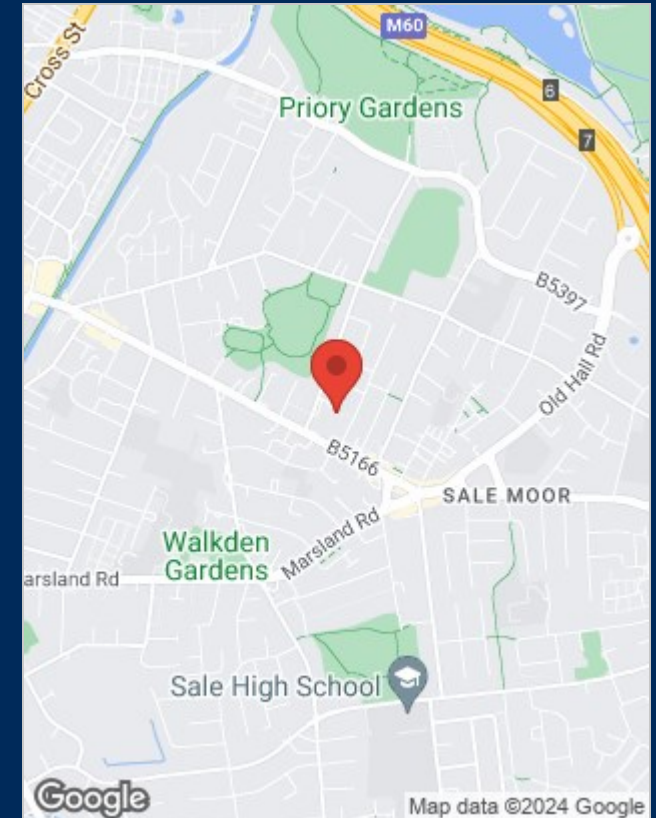 M60
Cross St
6
Priory Gardens
7
B5397
Old Hall Rd
B5166
SALE MOOR
Marsland Rd
Walkden
Gardens
arsland Rd
Sale High School
Google
Map data ©2024 Google